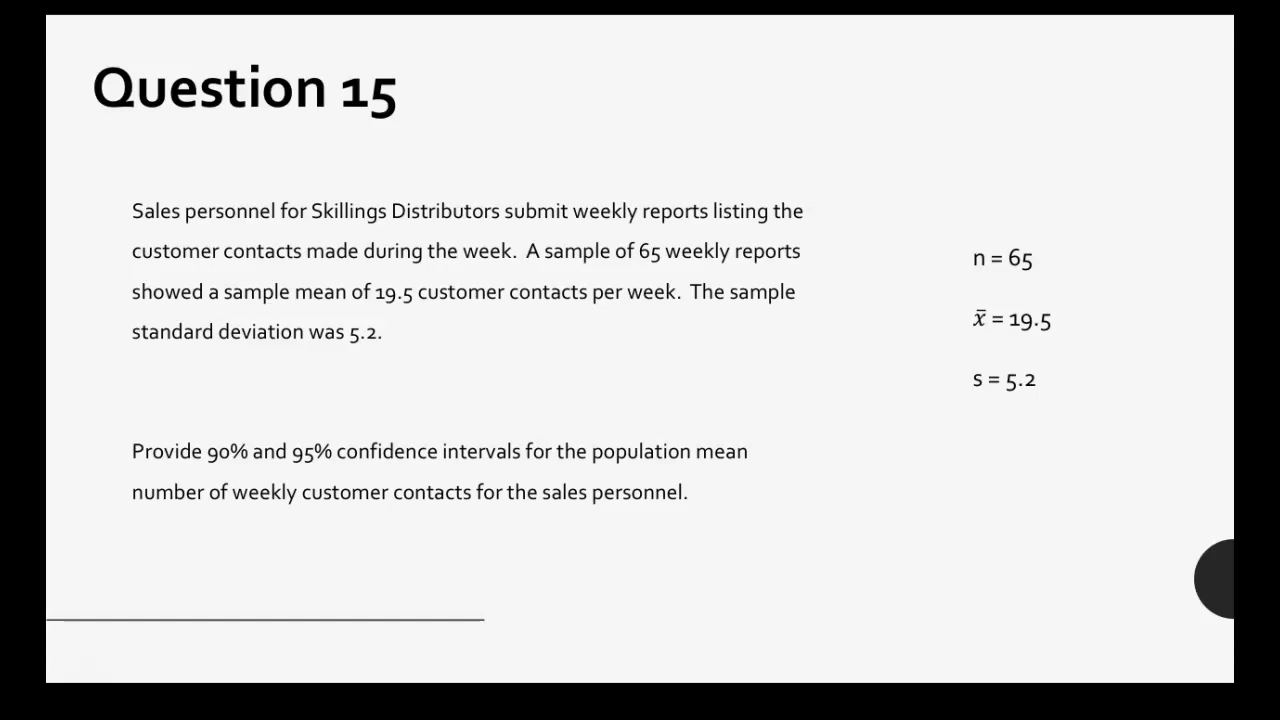 Question 15
Sales personnel for Skillings Distributors submit weekly reports listing the
customer contacts made during the week.  A sample of 65 weekly reports
showed a sample mean of 19.5 customer contacts per week.  The sample
standard deviation was 5.2.
Provide 90% and 95% confidence intervals for the population mean
number of weekly customer contacts for the sales personnel.
n = 65
x̄ = 19.5
s = 5.2